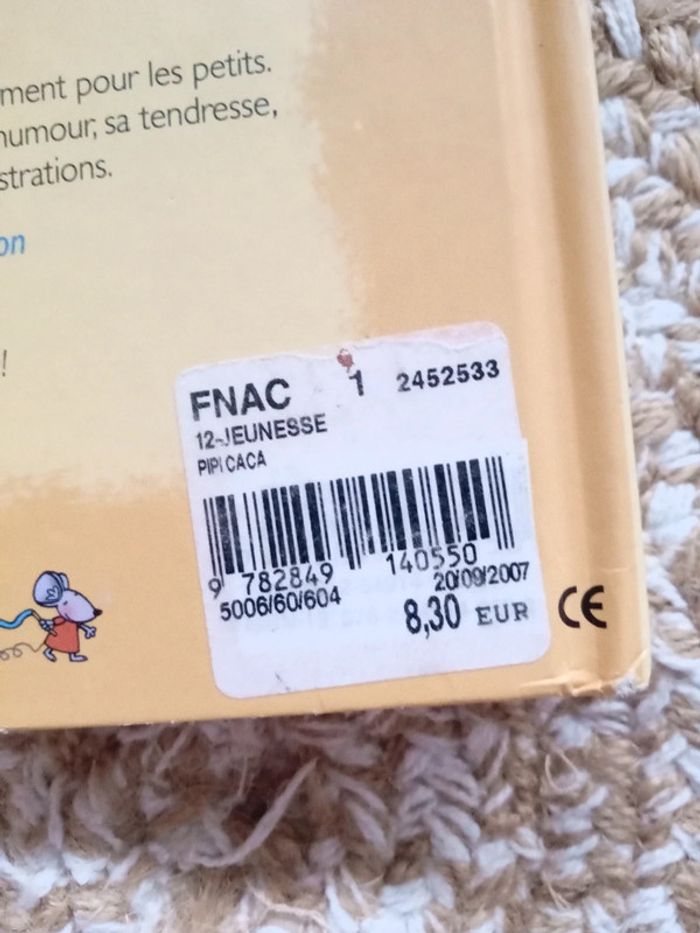 ment pour les petits.
humour, sa tendresse,
strations.
on
!
FNAC 1 2452533
12-JEUNESSE
PIPI CACA
9 782849 140550
5006/60/604 20/09/2007
8,30 EUR
CE